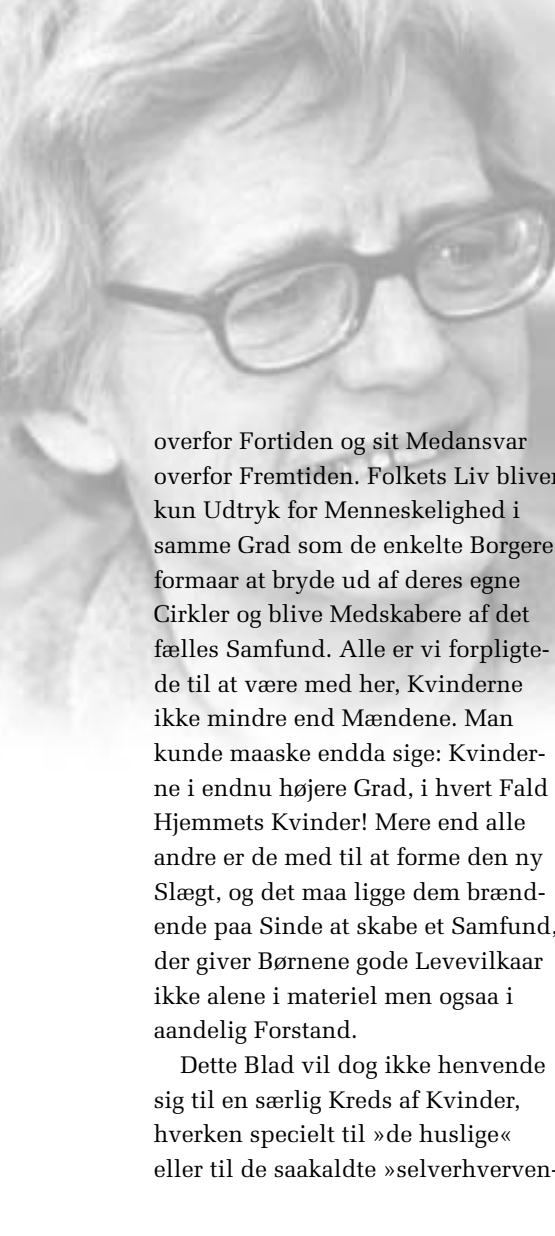 overfor Fortiden og sit Medansvar
overfor Fremtiden. Folkets Liv bliver
kun Udtryk for Menneskelighed i
samme Grad som de enkelte Borgere
formaar at bryde ud af deres egne
Cirkler og blive Medskabere af det
fælles Samfund. Alle er vi forpligte-
de til at være med her, Kvinderne
ikke mindre end Mændene. Man
kunde maaske endda sige: Kvinder-
ne i endnu højere Grad, i hvert Fald
Hjemmets Kvinder! Mere end alle
andre er de med til at forme den ny
Slægt, og det maa ligge dem brænd-
ende paa Sinde at skabe et Samfund,
der giver Børnene gode Levevilkaar
ikke alene i materiel men ogsaa i
aandelig Forstand.
Dette Blad vil dog ikke henvende
sig til en særlig Kreds af Kvinder,
hverken specielt til »de huslige«
eller til de saakaldte »selverhverven-